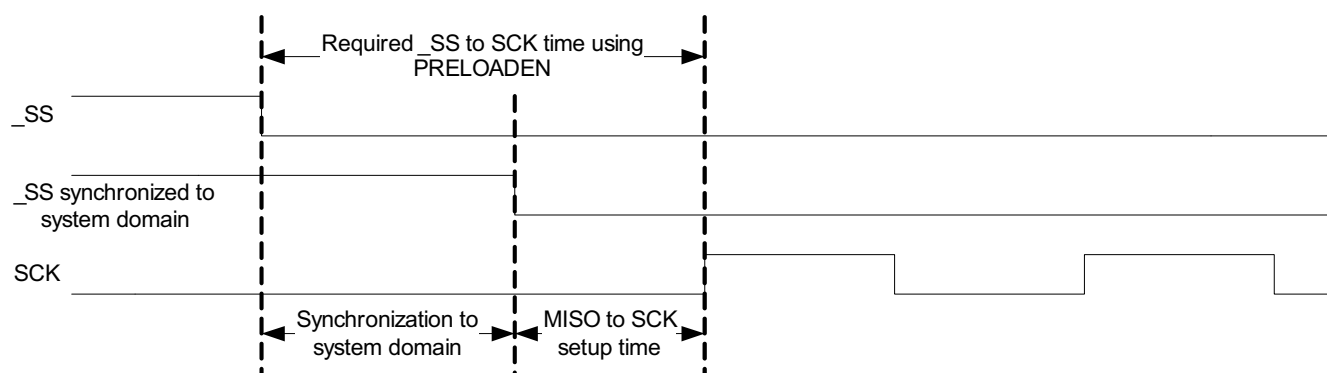 Required _SS to SCK time using
PRELOADEN
_SS
_SS synchronized to
system domain
SCK
Synchronization to
system domain
MISO to SCK
setup time